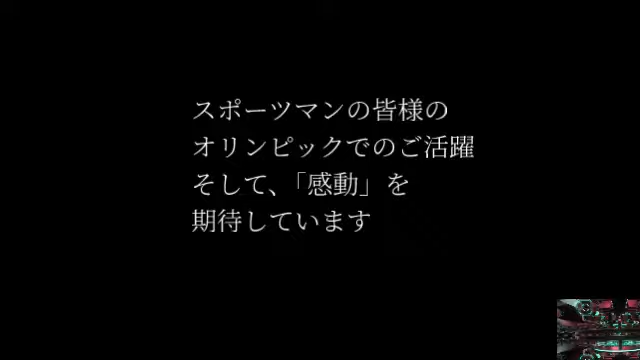 スポーツマンの皆様の
オリンピックでのご活躍
そして、「感動」を
期待しています